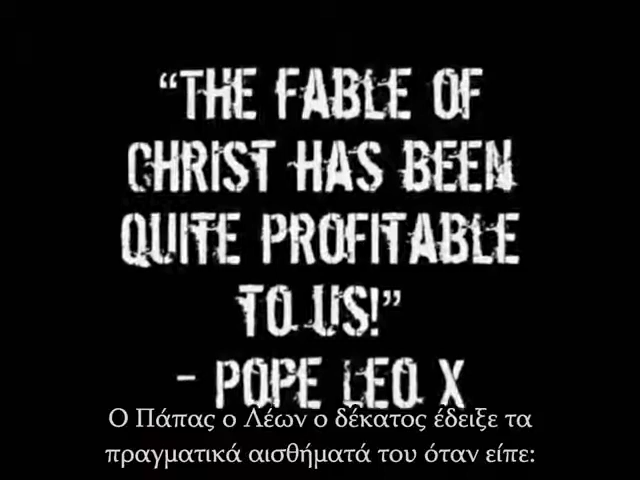 “THE FABLE OF
CHRIST HAS BEEN
QUITE PROFITABLE
TO US!”
- POPE LEO X
Ο Πάπας ο Λέων ο δέκατος έδειξε τα
πραγματικά αισθήματά του όταν είπε: